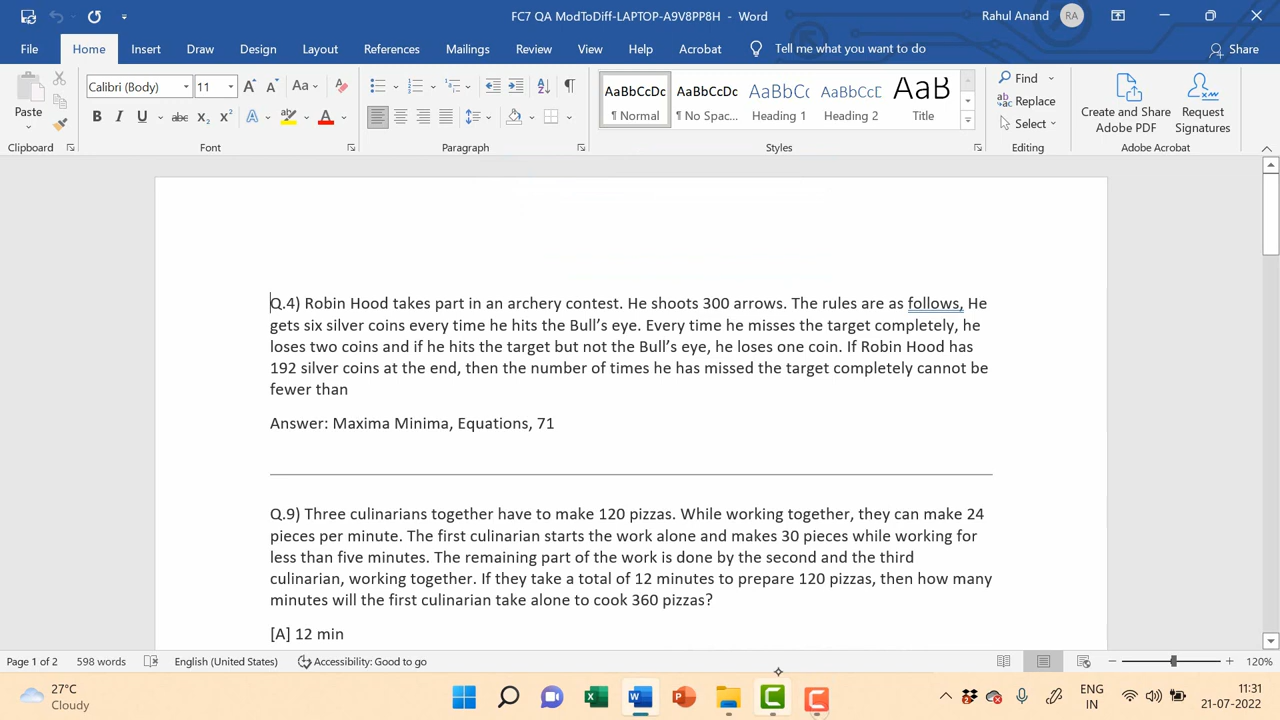 FC7 QA ModToDiff-LAPTOP-A9V8PP8H - Word
Rahul Anand RA
File Home Insert Draw Design Layout References Mailings Review View Help Acrobat Tell me what you want to do Share
Paste
Calibri (Body) 11
Aa
AaBbCcDc AaBbCcDc AaBbCc AaBbCcD AaB
¶ Normal ¶ No Spac... Heading 1 Heading 2 Title
Find
Replace
Select
Create and Share Adobe PDF
Request Signatures
Clipboard Font Paragraph Styles Editing Adobe Acrobat
Q.4) Robin Hood takes part in an archery contest. He shoots 300 arrows. The rules are as follows, He
gets six silver coins every time he hits the Bull’s eye. Every time he misses the target completely, he
loses two coins and if he hits the target but not the Bull’s eye, he loses one coin. If Robin Hood has
192 silver coins at the end, then the number of times he has missed the target completely cannot be
fewer than
Answer: Maxima Minima, Equations, 71
Q.9) Three culinarians together have to make 120 pizzas. While working together, they can make 24
pieces per minute. The first culinarian starts the work alone and makes 30 pieces while working for
less than five minutes. The remaining part of the work is done by the second and the third
culinarian, working together. If they take a total of 12 minutes to prepare 120 pizzas, then how many
minutes will the first culinarian take alone to cook 360 pizzas?
[A] 12 min
Page 1 of 2 598 words English (United States) Accessibility: Good to go 120%
27°C
Cloudy
ENG
IN
11:31
21-07-2022